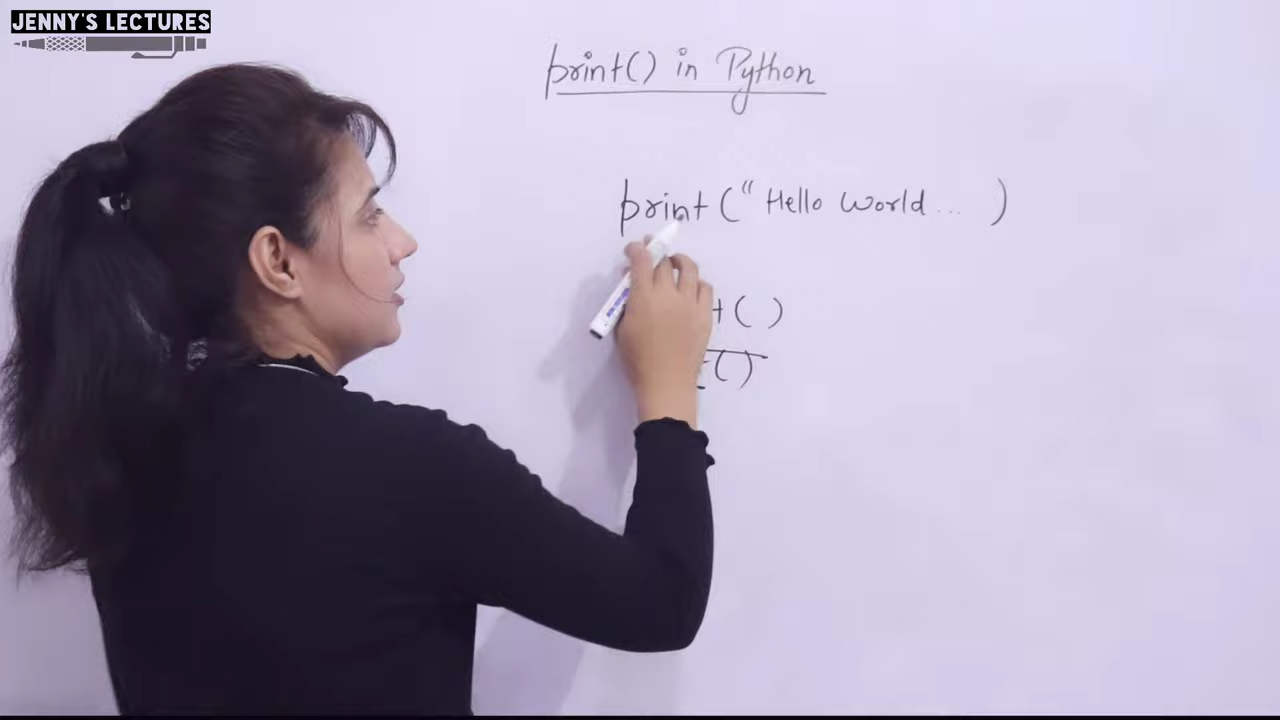 JENNY'S LECTURES
print() in Python
print ("Hello World... )
t ( )
()